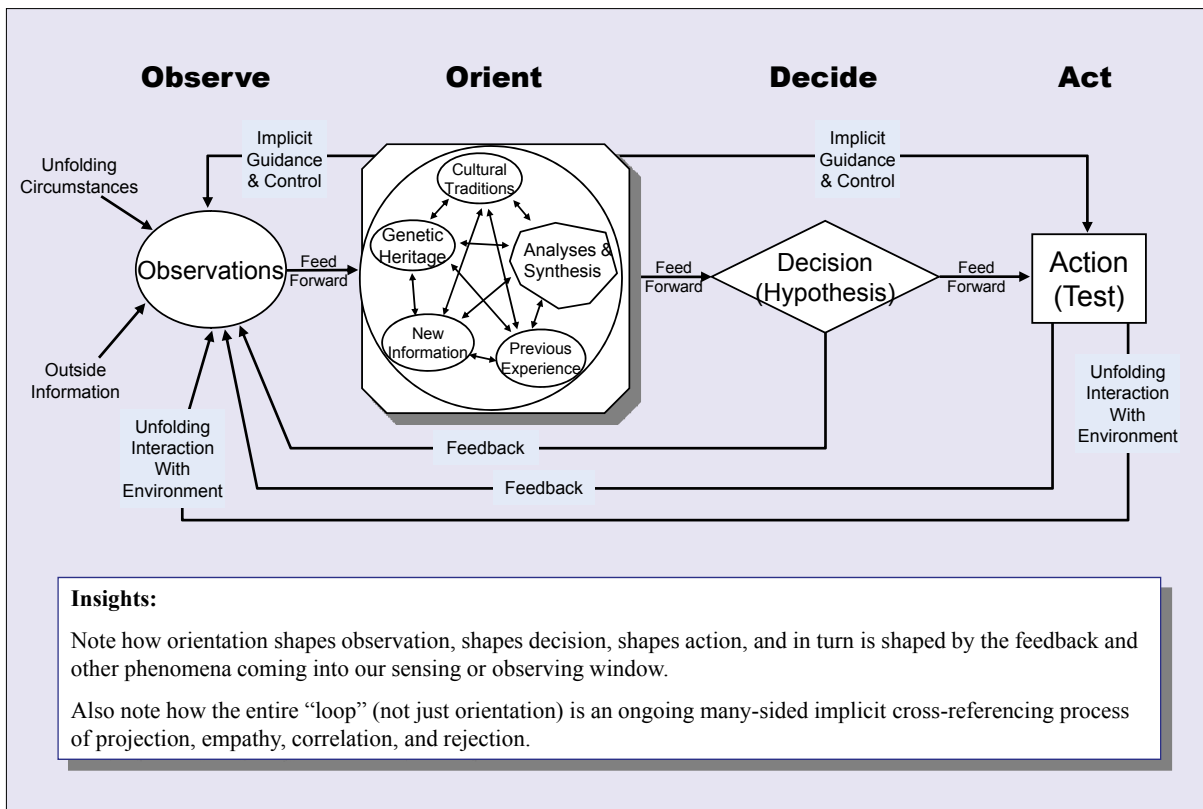 Observe
Orient
Decide
Act
Implicit
Guidance
& Control
Implicit
Guidance
& Control
Unfolding
Circumstances
Cultural
Traditions
Genetic
Heritage
Analyses &
Synthesis
Observations
Feed
Forward
Feed
Forward
Decision
(Hypothesis)
Feed
Forward
Action
(Test)
New
Information
Previous
Experience
Outside
Information
Unfolding
Interaction
With
Environment
Unfolding
Interaction
With
Environment
Feedback
Feedback
Insights:
Note how orientation shapes observation, shapes decision, shapes action, and in turn is shaped by the feedback and
other phenomena coming into our sensing or observing window.
Also note how the entire “loop” (not just orientation) is an ongoing many-sided implicit cross-referencing process
of projection, empathy, correlation, and rejection.